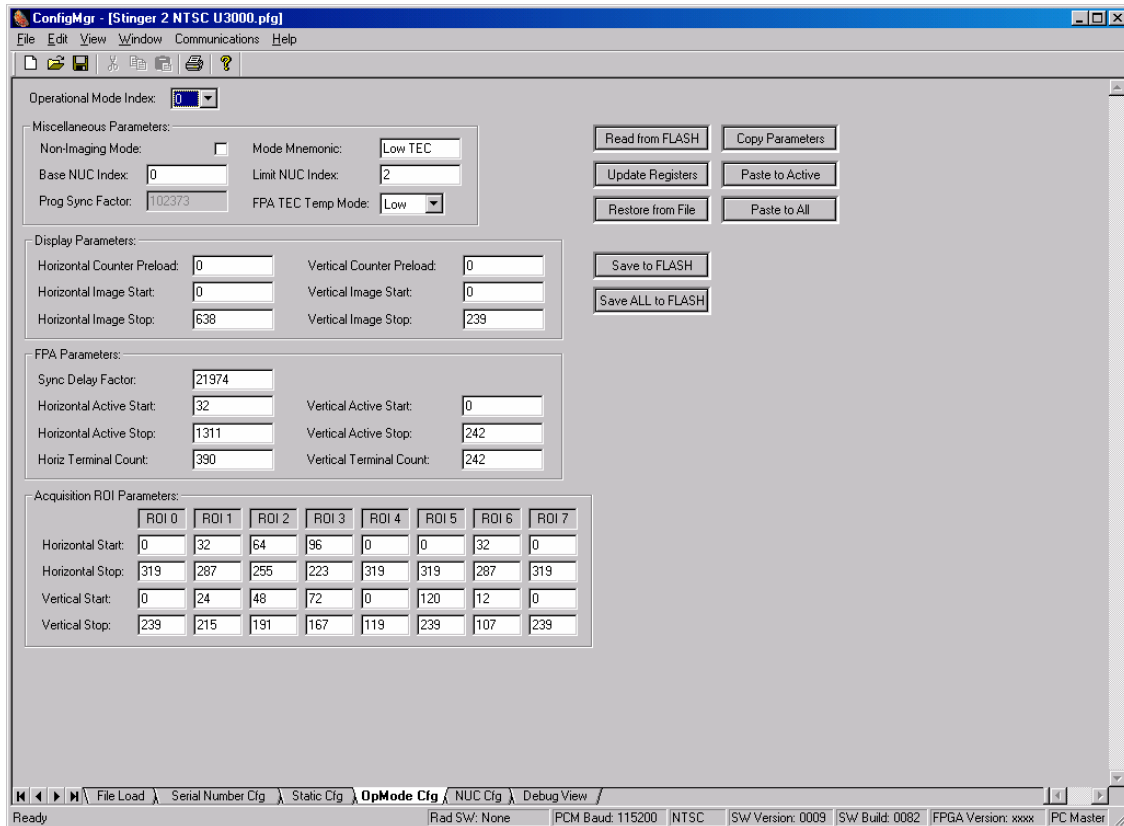 ConfigMgr - [Stinger 2 NTSC U3000.pfg]
File Edit View Window Communications Help
Operational Mode Index: 0
Miscellaneous Parameters:
Non-Imaging Mode: Mode Mnemonic: Low TEC
Base NUC Index: 0 Limit NUC Index: 2
Prog Sync Factor: 102373 FPA TEC Temp Mode: Low
Read from FLASH Copy Parameters
Update Registers Paste to Active
Restore from File Paste to All
Save to FLASH
Save ALL to FLASH
Display Parameters:
Horizontal Counter Preload: 0 Vertical Counter Preload: 0
Horizontal Image Start: 0 Vertical Image Start: 0
Horizontal Image Stop: 638 Vertical Image Stop: 239
FPA Parameters:
Sync Delay Factor: 21974
Horizontal Active Start: 32 Vertical Active Start: 0
Horizontal Active Stop: 1311 Vertical Active Stop: 242
Horiz Terminal Count: 390 Vertical Terminal Count: 242
Acquisition ROI Parameters:
ROI 0 ROI 1 ROI 2 ROI 3 ROI 4 ROI 5 ROI 6 ROI 7
Horizontal Start: 0 32 64 96 0 0 32 0
Horizontal Stop: 319 287 255 223 319 319 287 319
Vertical Start: 0 24 48 72 0 120 12 0
Vertical Stop: 239 215 191 167 119 239 107 239
File Load Serial Number Cfg Static Cfg OpMode Cfg NUC Cfg Debug View
Ready Rad SW: None PCM Baud: 115200 NTSC SW Version: 0009 SW Build: 0082 FPGA Version: xxxx PC Master